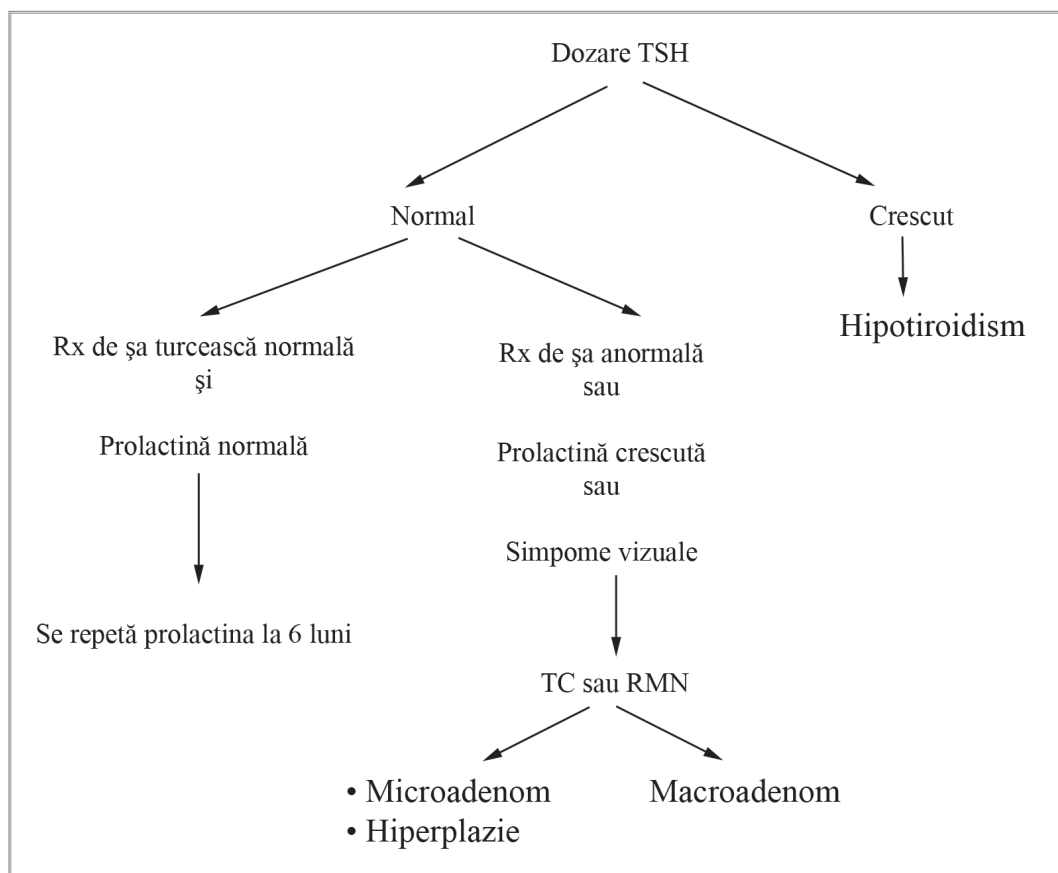 Dozare TSH
Normal
Crescut
Hipotiroidism
Rx de şa turcească normală
şi
Prolactină normală
Se repetă prolactina la 6 luni
Rx de şa anormală
sau
Prolactină crescută
sau
Simpome vizuale
TC sau RMN
• Microadenom
• Hiperplazie
Macroadenom